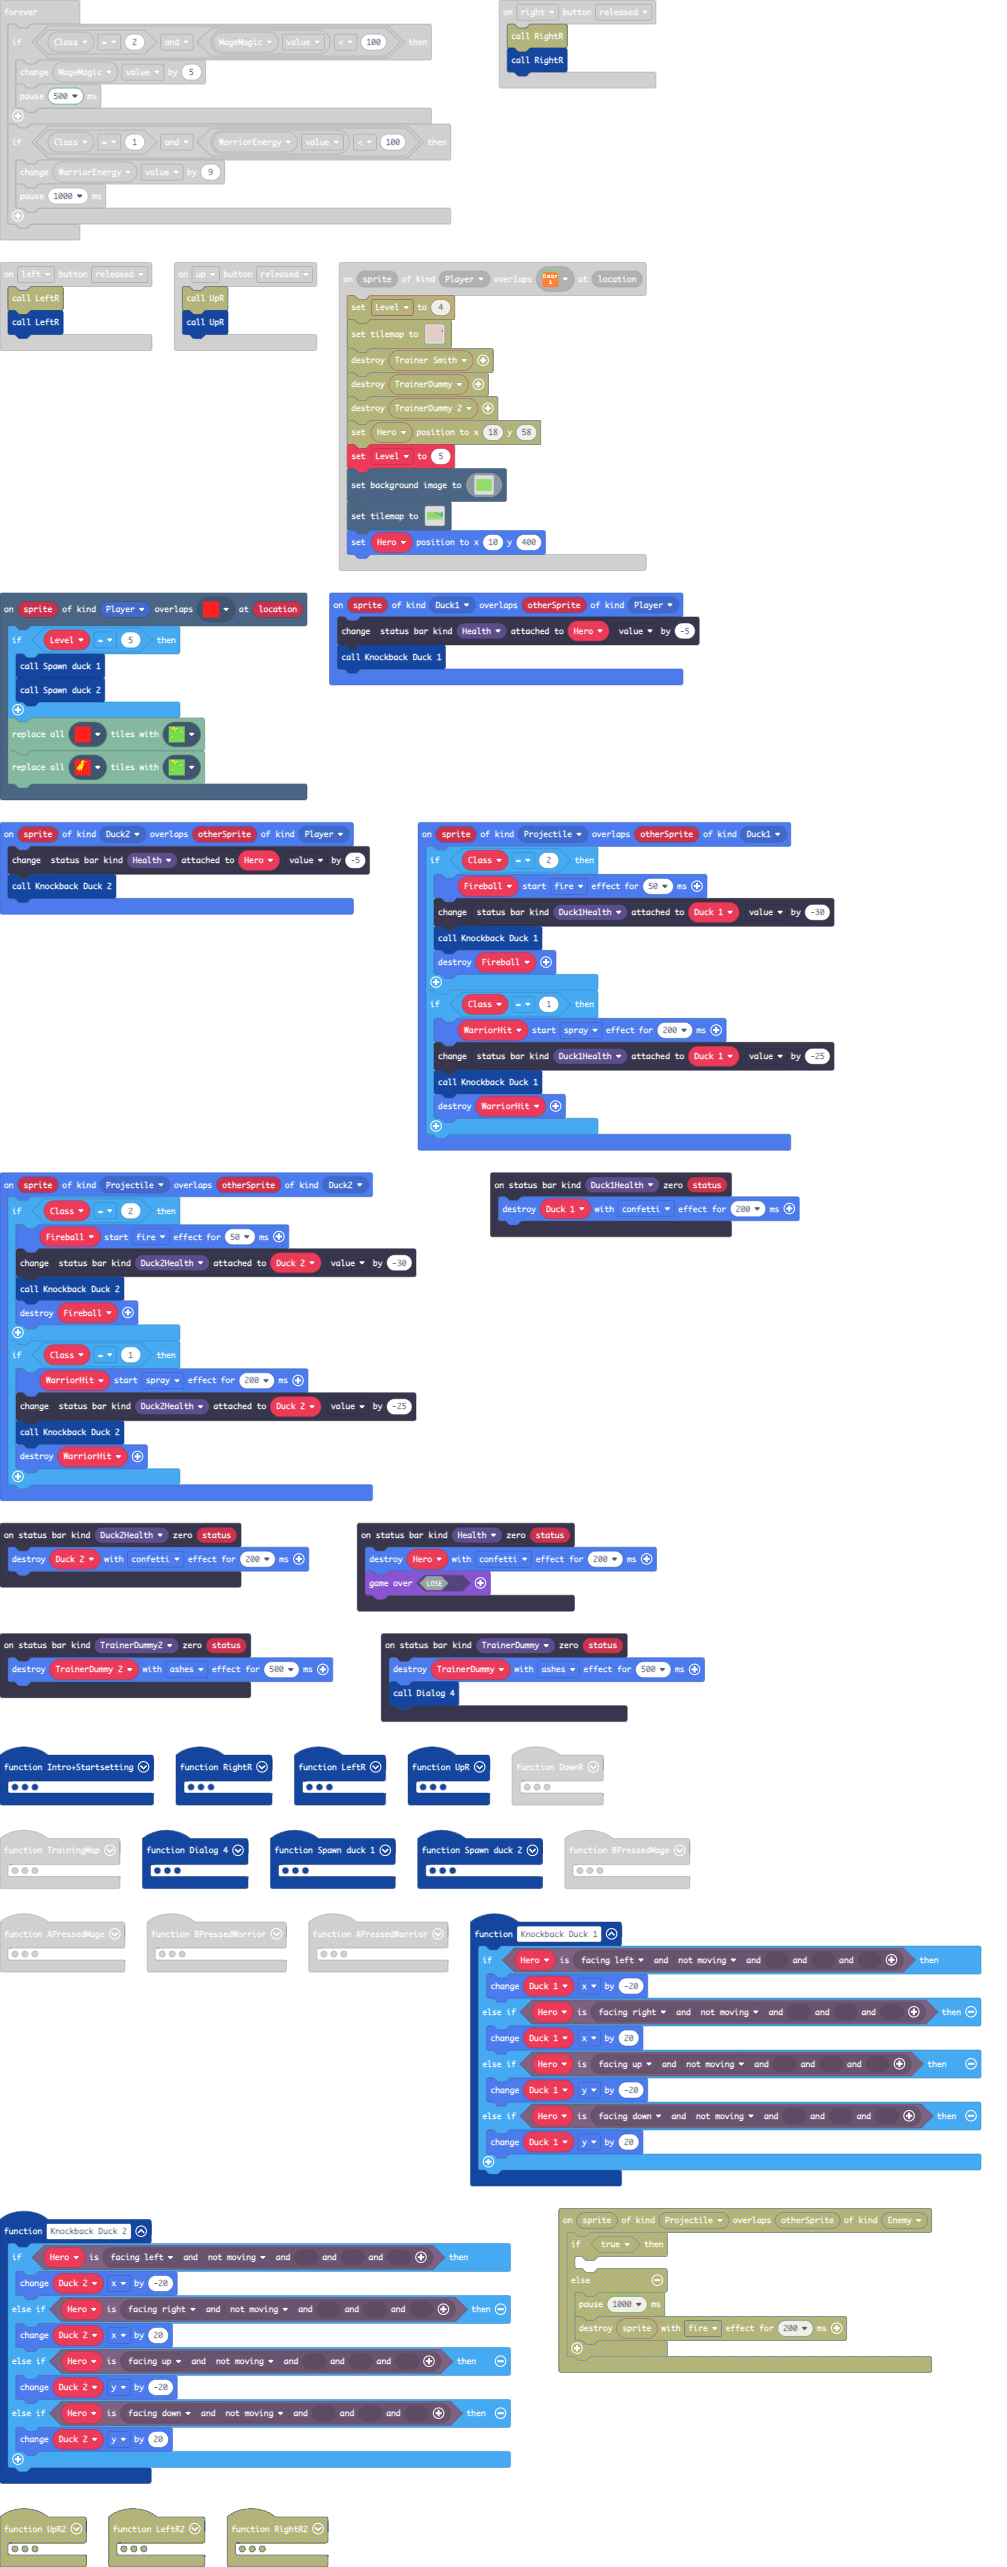 forever
on right button released
if Class = 2 and MageMagic value < 100 then
call RightR
change MageMagic value by 5
call RightR
pause 500 ms
if Class = 1 and WarriorEnergy value < 100 then
change WarriorEnergy value by 9
pause 1000 ms
on left button released
call LeftR
call LeftR
on up button released
call UpR
call UpR
on sprite of kind Player overlaps Door 1 at location
set Level to 4
set tilemap to
destroy Trainer Smith
destroy TrainerDummy
destroy TrainerDummy 2
set Hero position to x 18 y 58
set Level to 5
set background image to
set tilemap to
set Hero position to x 10 y 400
on sprite of kind Player overlaps at location
if Level = 5 then
call Spawn duck 1
call Spawn duck 2
replace all tiles with
replace all tiles with
on sprite of kind Duck1 overlaps otherSprite of kind Player
change status bar kind Health attached to Hero value by -5
call Knockback Duck 1
on sprite of kind Duck2 overlaps otherSprite of kind Player
change status bar kind Health attached to Hero value by -5
call Knockback Duck 2
on sprite of kind Projectile overlaps otherSprite of kind Duck1
if Class = 2 then
Fireball start fire effect for 50 ms
change status bar kind Duck1Health attached to Duck 1 value by -30
call Knockback Duck 1
destroy Fireball
if Class = 1 then
WarriorHit start spray effect for 200 ms
change status bar kind Duck1Health attached to Duck 1 value by -25
call Knockback Duck 1
destroy WarriorHit
on sprite of kind Projectile overlaps otherSprite of kind Duck2
if Class = 2 then
Fireball start fire effect for 50 ms
change status bar kind Duck2Health attached to Duck 2 value by -30
call Knockback Duck 2
destroy Fireball
if Class = 1 then
WarriorHit start spray effect for 200 ms
change status bar kind Duck2Health attached to Duck 2 value by -25
call Knockback Duck 2
destroy WarriorHit
on status bar kind Duck1Health zero status
destroy Duck 1 with confetti effect for 200 ms
on status bar kind Duck2Health zero status
destroy Duck 2 with confetti effect for 200 ms
on status bar kind Health zero status
destroy Hero with confetti effect for 200 ms
game over LOSE
on status bar kind TrainerDummy2 zero status
destroy TrainerDummy 2 with ashes effect for 500 ms
on status bar kind TrainerDummy zero status
destroy TrainerDummy with ashes effect for 500 ms
call Dialog 4
function Intro+Startsetting
function RightR
function LeftR
function UpR
function DownR
function TrainingMap
function Dialog 4
function Spawn duck 1
function Spawn duck 2
function BPressedMage
function APressedMage
function BPressedWorrior
function APressedWarrior
function Knockback Duck 1
if Hero is facing left and not moving and and and then
change Duck 1 x by -20
else if Hero is facing right and not moving and and and then
change Duck 1 x by 20
else if Hero is facing up and not moving and and and then
change Duck 1 y by -20
else if Hero is facing down and not moving and and and then
change Duck 1 y by 20
function Knockback Duck 2
if Hero is facing left and not moving and and and then
change Duck 2 x by -20
else if Hero is facing right and not moving and and and then
change Duck 2 x by 20
else if Hero is facing up and not moving and and and then
change Duck 2 y by -20
else if Hero is facing down and not moving and and and then
change Duck 2 y by 20
on sprite of kind Projectile overlaps otherSprite of kind Enemy
if true then
else
pause 1000 ms
destroy sprite with fire effect for 200 ms
function UpR2
function LeftR2
function RightR2